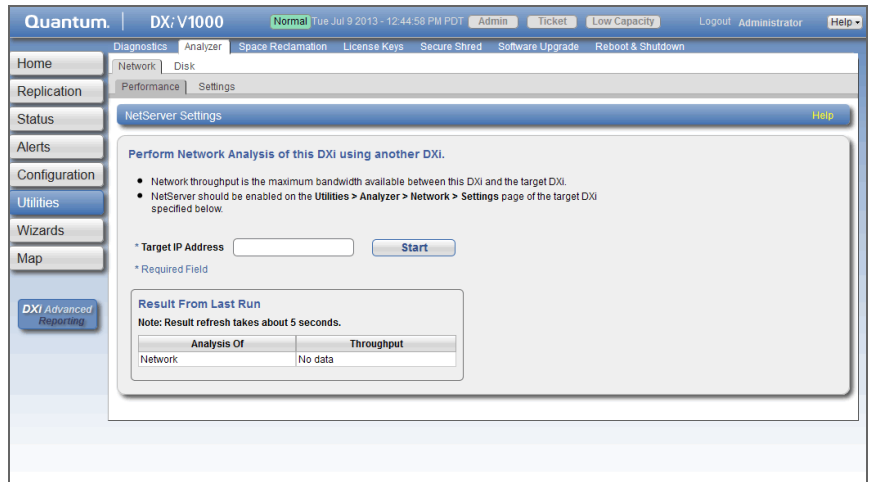 Quantum. DXi V1000 Normal Tue Jul 9 2013 - 12:44:58 PM PDT Admin Ticket Low Capacity Logout Administrator Help
Diagnostics Analyzer Space Reclamation License Keys Secure Shred Software Upgrade Reboot & Shutdown
Home
Replication
Status
Alerts
Configuration
Utilities
Wizards
Map
DXi Advanced
Reporting
Network Disk
Performance Settings
NetServer Settings Help
Perform Network Analysis of this DXi using another DXi.
• Network throughput is the maximum bandwidth available between this DXi and the target DXi.
• NetServer should be enabled on the Utilities > Analyzer > Network > Settings page of the target DXi
specified below.
* Target IP Address Start
* Required Field
Result From Last Run
Note: Result refresh takes about 5 seconds.
Analysis Of Throughput
Network No data